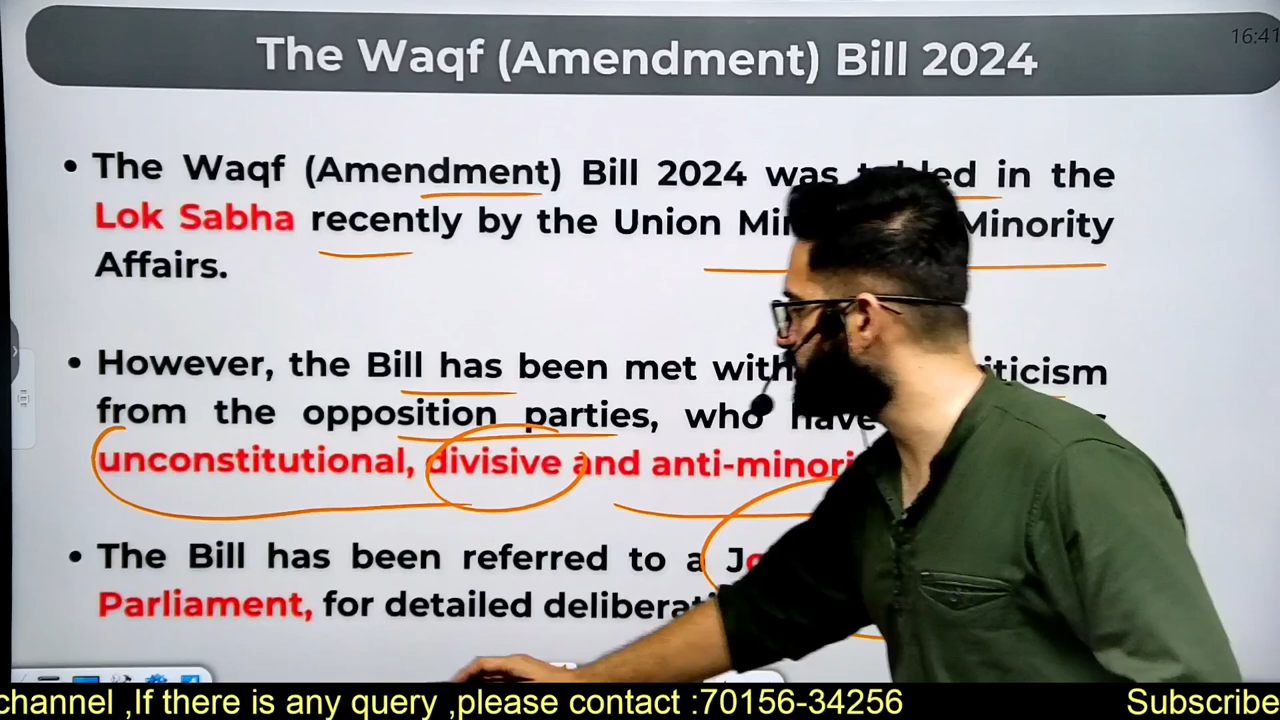 The Waqf (Amendment) Bill 2024
16:41
• The Waqf (Amendment) Bill 2024 was in the
Lok Sabha recently by the Union Minority
Affairs.
• However, the Bill has been met with
from the opposition parties, who have
unconstitutional, divisive and
• The Bill has been referred to a
Parliament, for detailed
channel ,If there is any query ,please contact :70156-34256 Subscribe